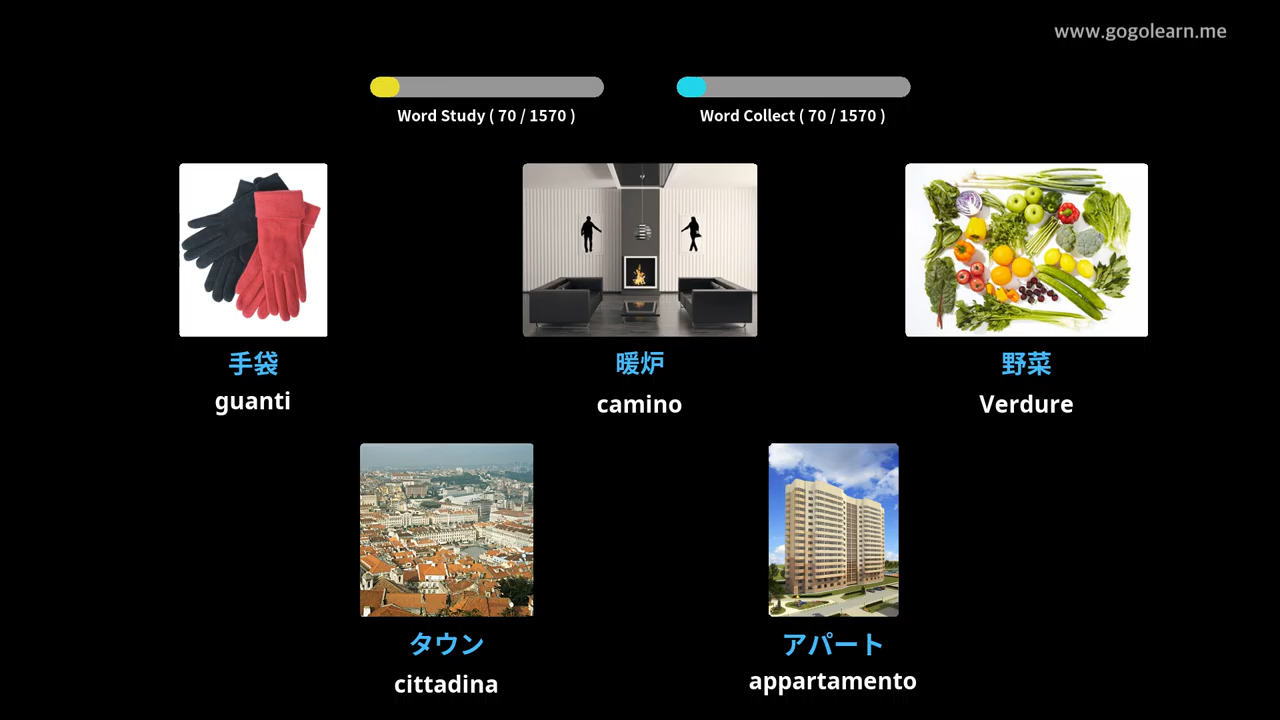 www.gogolearn.me
Word Study ( 70 / 1570 )
Word Collect ( 70 / 1570 )
手袋
guanti
暖炉
camino
野菜
Verdure
タウン
cittadina
アパート
appartamento